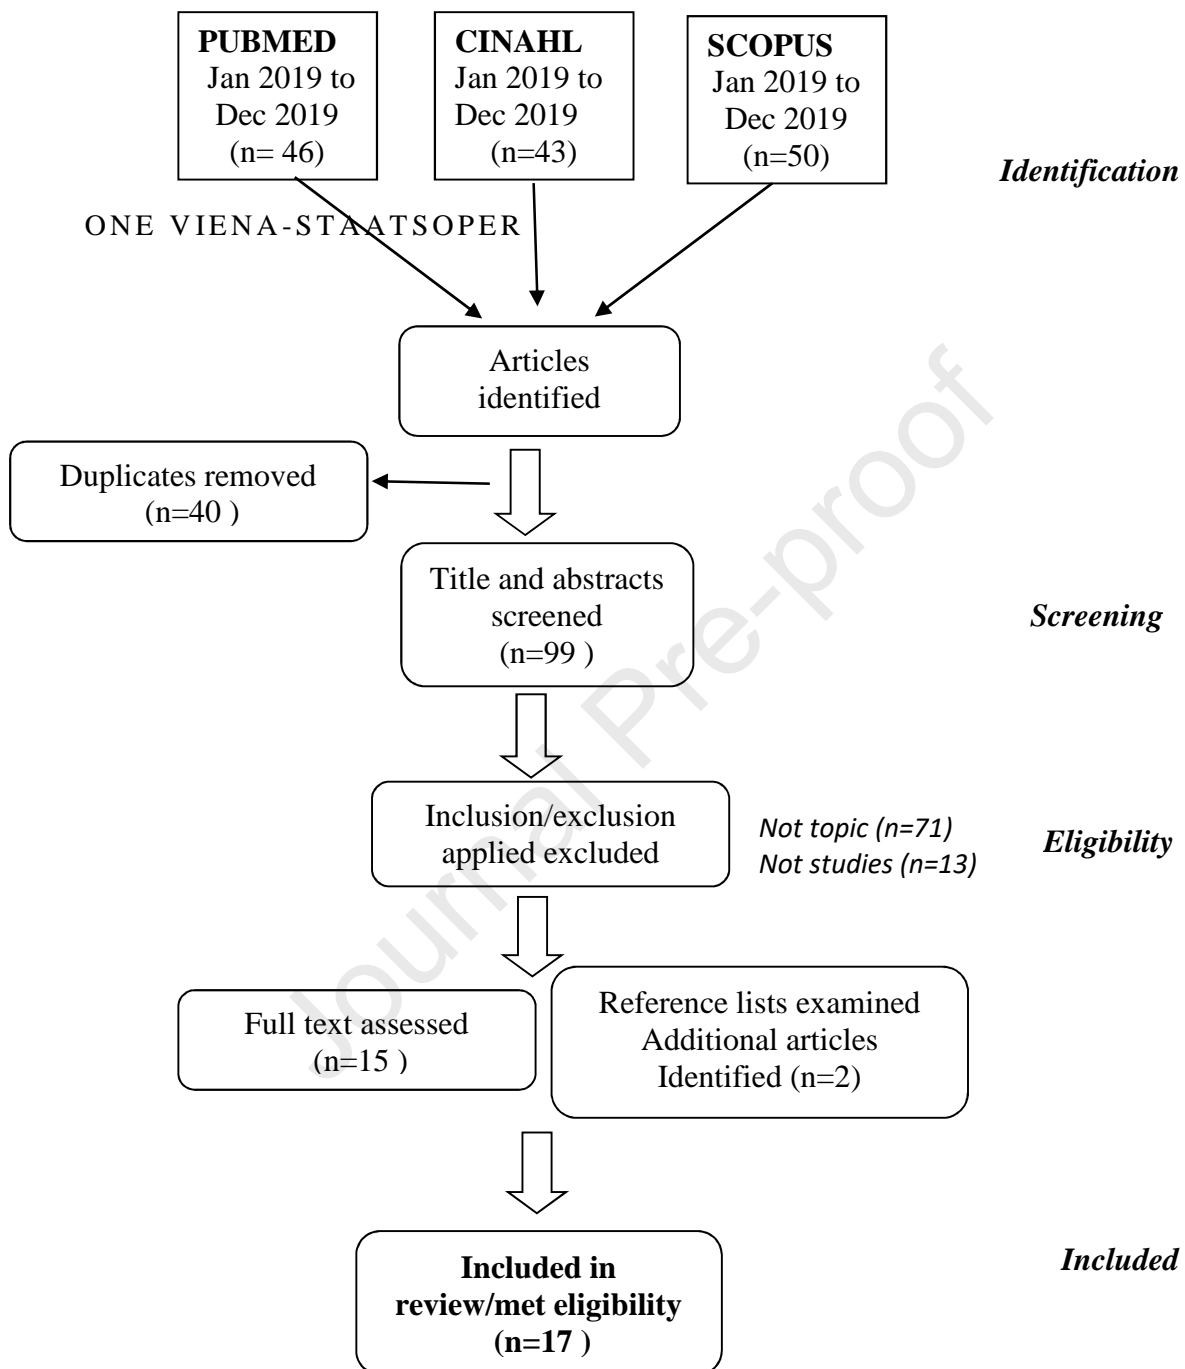 PUBMED
Jan 2019 to
Dec 2019
(n= 46)
CINAHL
Jan 2019 to
Dec 2019
(n=43)
SCOPUS
Jan 2019 to
Dec 2019
(n=50)
Identification
ONE VIENA-STAATSOPER
Articles
identified
Duplicates removed
(n=40 )
Title and abstracts
screened
(n=99 )
Screening
Inclusion/exclusion
applied excluded
Not topic (n=71)
Not studies (n=13)
Eligibility
Full text assessed
(n=15 )
Reference lists examined
Additional articles
Identified (n=2)
Included in
review/met eligibility
(n=17 )
Included
Journal Pre-proof